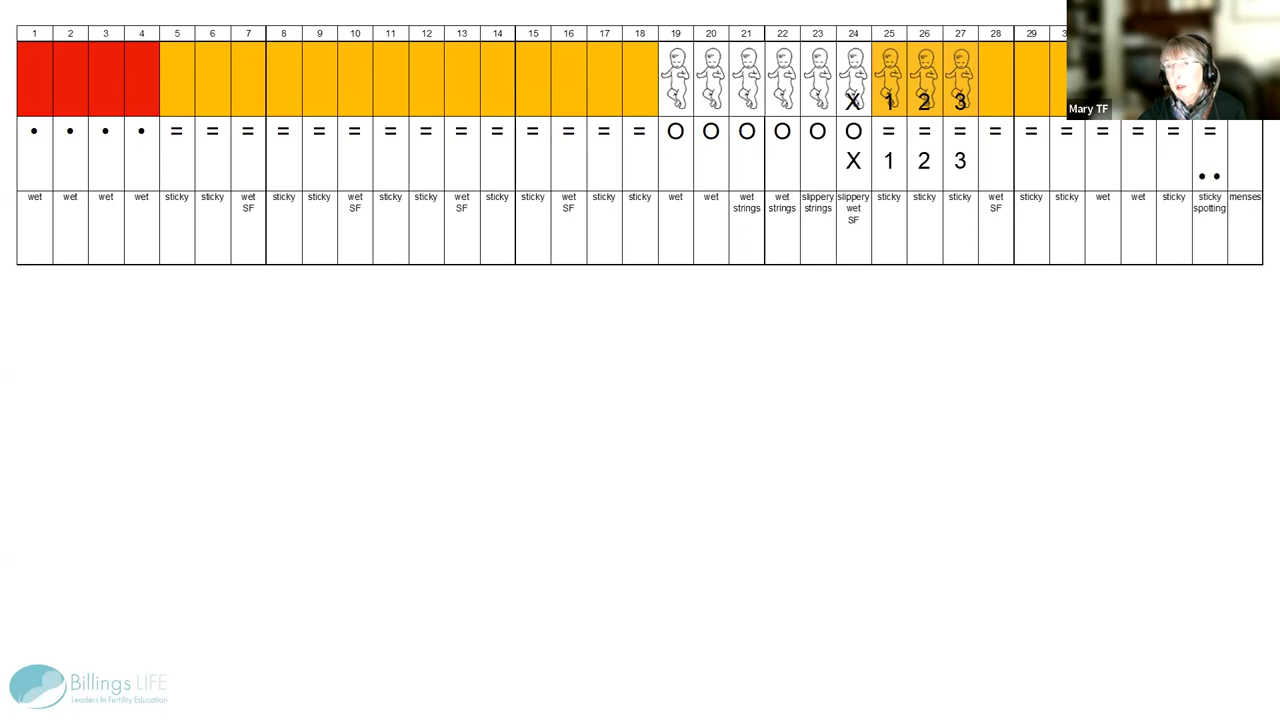 1 2 3 4 5 6 7 8 9 10 11 12 13 14 15 16 17 18 19 20 21 22 23 24 25 26 27 28 29
Mary TF
X 1 2 3
• • • • = = = = = = = = = = = = = = O O O O O O = = = = = = = = = =
X 1 2 3 ••
wet wet wet wet sticky sticky wet sticky sticky wet sticky sticky wet sticky sticky wet sticky sticky wet wet wet wet slippery slippery sticky sticky sticky wet sticky sticky wet wet sticky sticky menses
SF SF SF SF strings strings strings wet SF spotting
SF
Billings LIFE
Leaders In Fertility Education